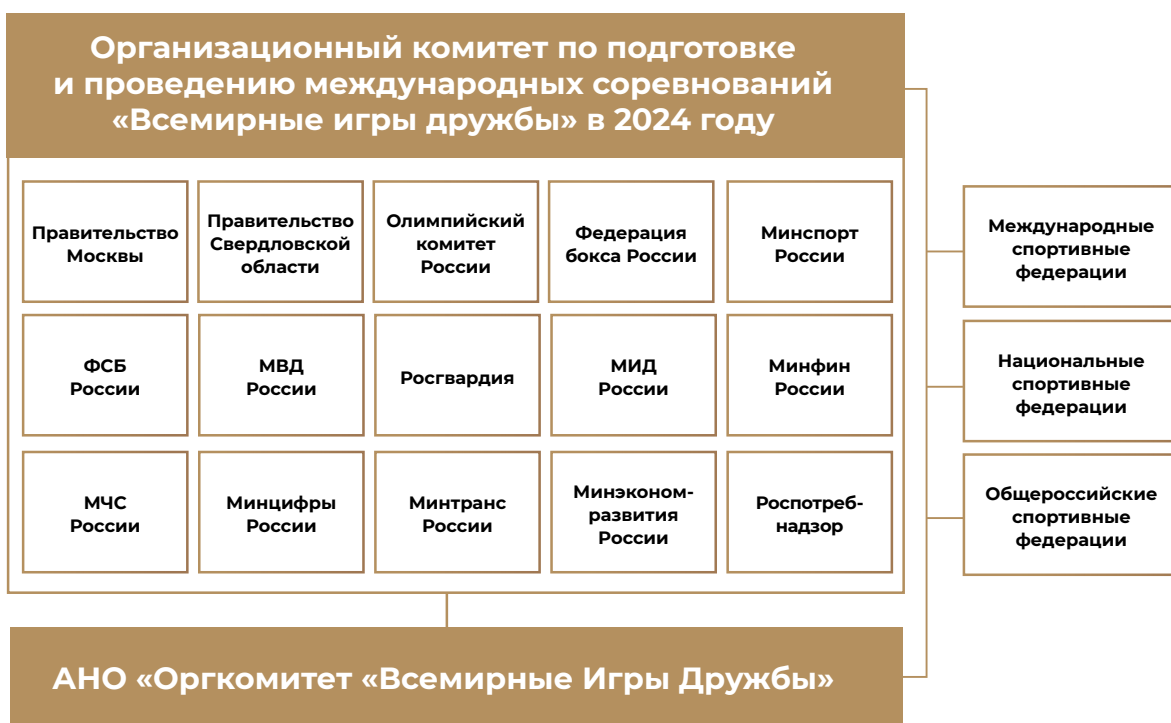 Организационный комитет по подготовке
и проведению международных соревнований
«Всемирные игры дружбы» в 2024 году
Правительство
Москвы
Правительство
Свердловской
области
Олимпийский
комитет
России
Федерация
бокса России
Минспорт
России
ФСБ
России
МВД
России
Росгвардия
МИД
России
Минфин
России
МЧС
России
Минцифры
России
Минтранс
России
Минэконом-
развития
России
Роспотреб-
надзор
Международные
спортивные
федерации
Национальные
спортивные
федерации
Общероссийские
спортивные
федерации
АНО «Оргкомитет «Всемирные Игры Дружбы»